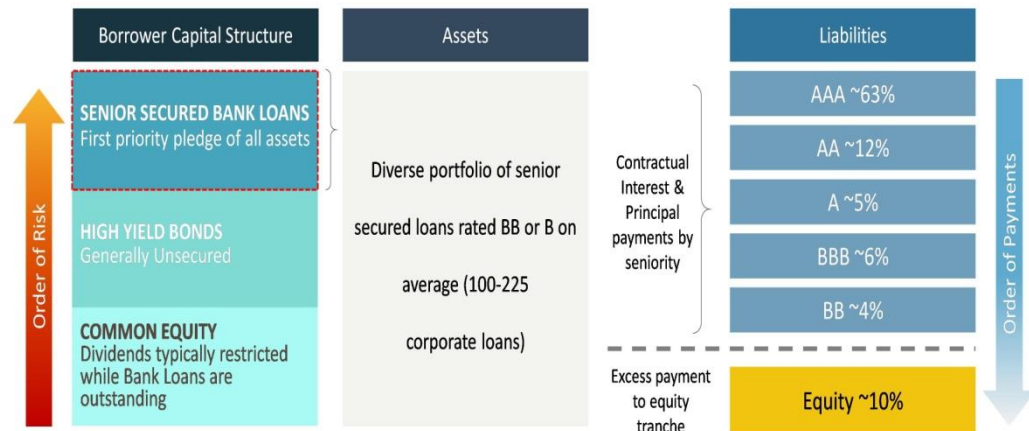 Borrower Capital Structure
Assets
Liabilities
Order of Risk
SENIOR SECURED BANK LOANS
First priority pledge of all assets
HIGH YIELD BONDS
Generally Unsecured
COMMON EQUITY
Dividends typically restricted
while Bank Loans are
outstanding
Diverse portfolio of senior
secured loans rated BB or B on
average (100-225
corporate loans)
Contractual
Interest &
Principal
payments by
seniority
AAA ~63%
AA ~12%
A ~5%
BBB ~6%
BB ~4%
Excess payment
to equity
tranche
Equity ~10%
Order of Payments